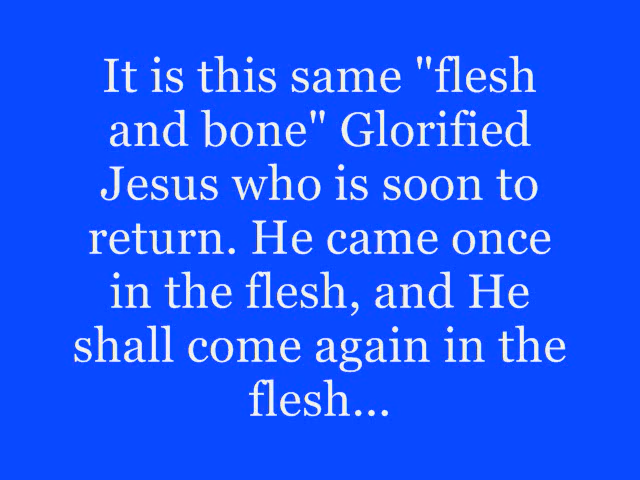 It is this same "flesh
and bone" Glorified
Jesus who is soon to
return. He came once
in the flesh, and He
shall come again in the
flesh...